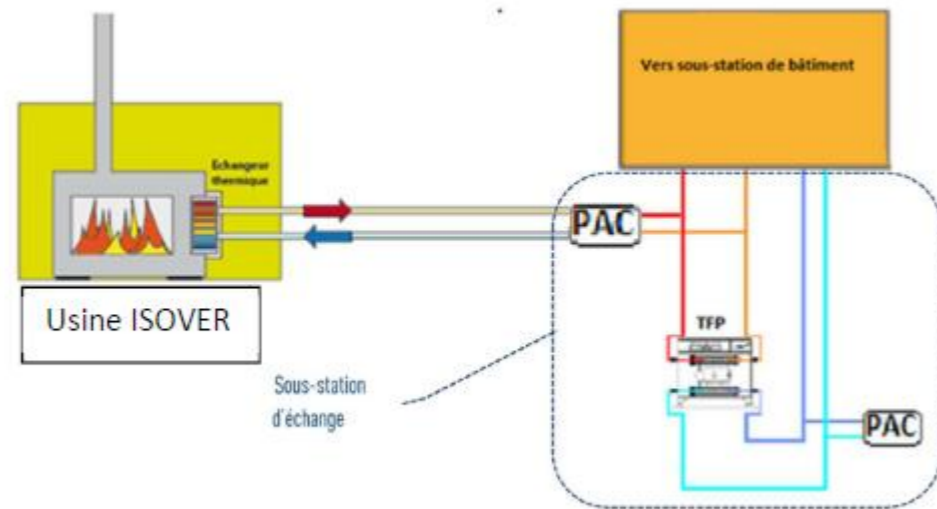 Vers sous-station de bâtiment
Echangeur
thermique
PAC
Usine ISOVER
TFP
Sous-station
d'échange
PAC